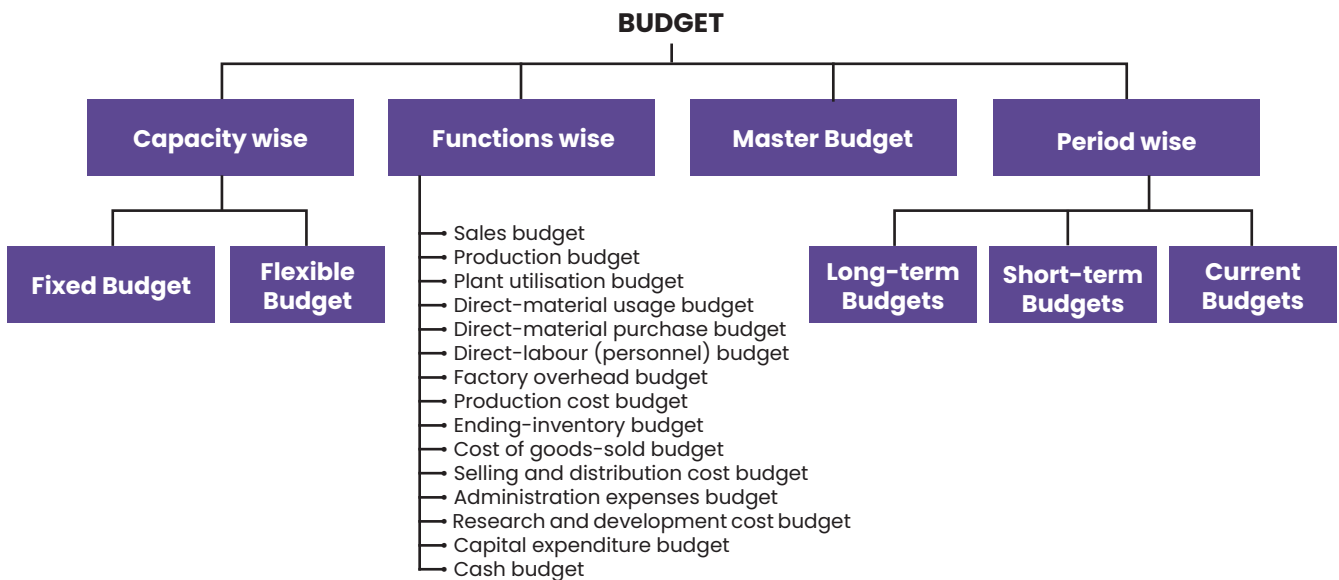 BUDGET
Capacity wise
Functions wise
Master Budget
Period wise
Fixed Budget
Flexible
Budget
Sales budget
Production budget
Plant utilisation budget
Direct-material usage budget
Direct-material purchase budget
Direct-labour (personnel) budget
Factory overhead budget
Production cost budget
Ending-inventory budget
Cost of goods-sold budget
Selling and distribution cost budget
Administration expenses budget
Research and development cost budget
Capital expenditure budget
Cash budget
Long-term
Budgets
Short-term
Budgets
Current
Budgets